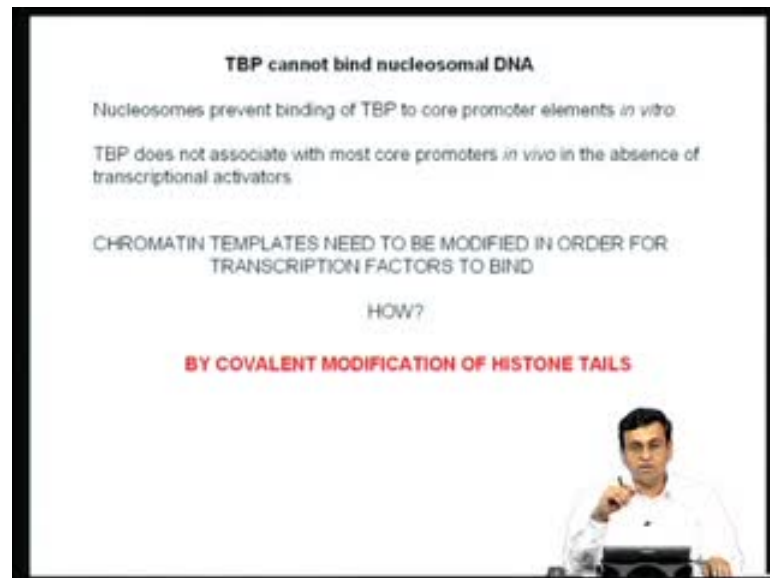 TBP cannot bind nucleosomal DNA
Nucleosomes prevent binding of TBP to core promoter elements in vitro
TBP does not associate with most core promoters in vivo in the absence of
transcriptional activators
CHROMATIN TEMPLATES NEED TO BE MODIFIED IN ORDER FOR
TRANSCRIPTION FACTORS TO BIND
HOW?
BY COVALENT MODIFICATION OF HISTONE TAILS